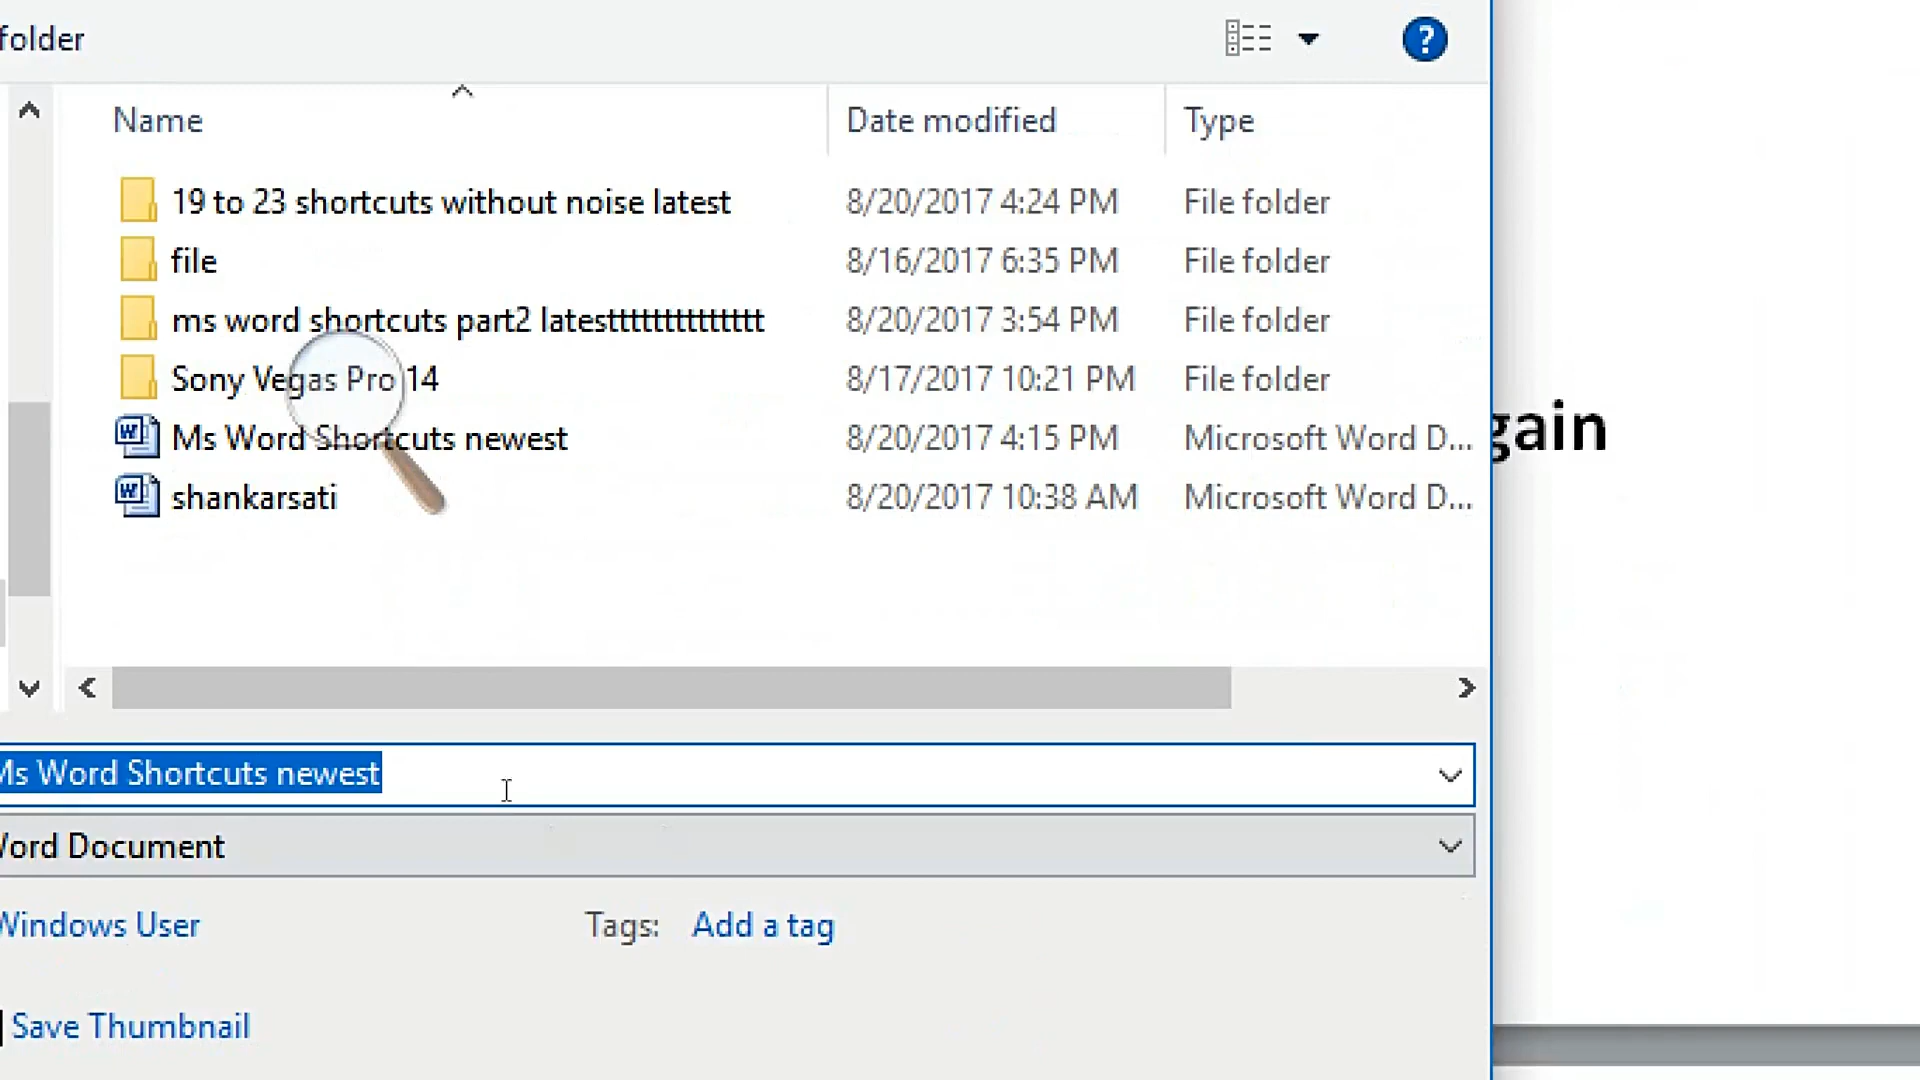 folder
?
Name Date modified Type
19 to 23 shortcuts without noise latest 8/20/2017 4:24 PM File folder
file 8/16/2017 6:35 PM File folder
ms word shortcuts part2 latesttttttttttttttt 8/20/2017 3:54 PM File folder
Sony Vegas Pro 14 8/17/2017 10:21 PM File folder
Ms Word Shortcuts newest 8/20/2017 4:15 PM Microsoft Word D...
gain
shankarsati 8/20/2017 10:38 AM Microsoft Word D...
Ms Word Shortcuts newest
Word Document
Windows User Tags: Add a tag
Save Thumbnail